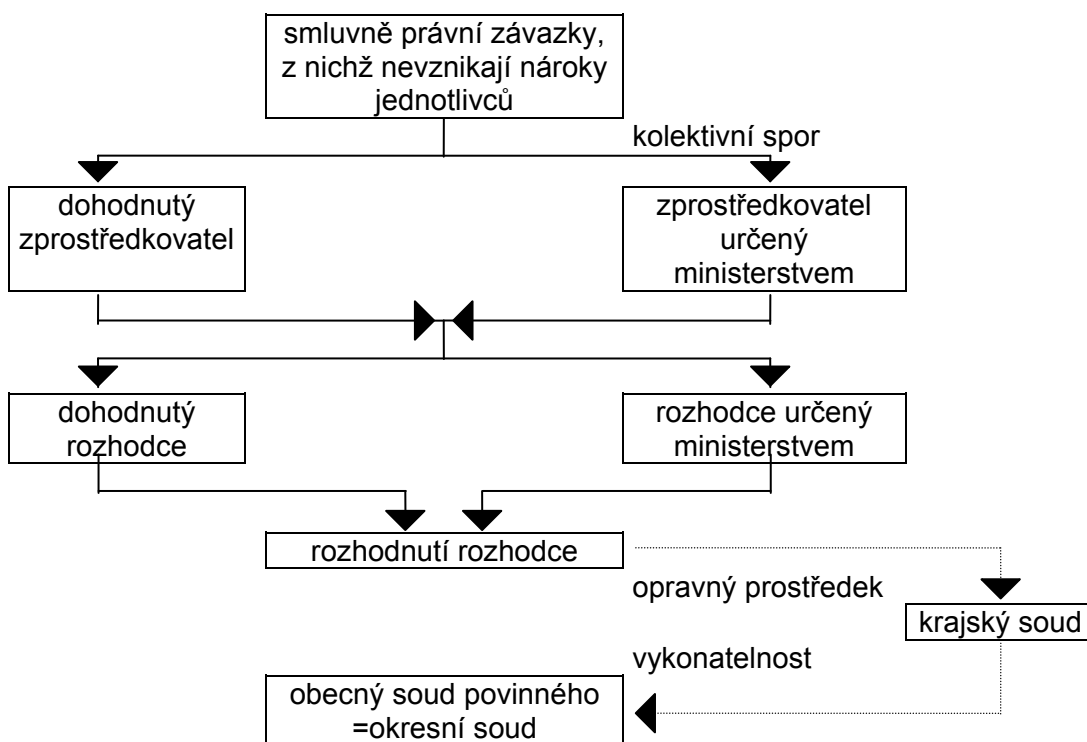 smluvně právní závazky,
z nichž nevznikají nároky
jednotlivců
kolektivní spor
dohodnutý
zprostředkovatel
zprostředkovatel
určený
ministerstvem
dohodnutý
rozhodce
rozhodce určený
ministerstvem
rozhodnutí rozhodce
opravný prostředek
krajský soud
vykonatelnost
obecný soud povinného
=okresní soud